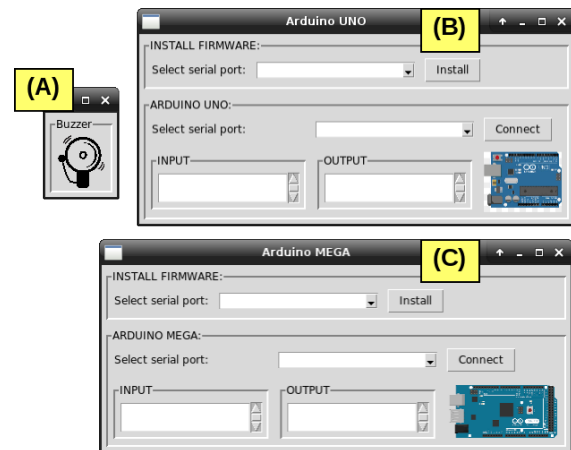 (A)
Buzzer
Arduino UNO
(B)
INSTALL FIRMWARE:
Select serial port:
Install
ARDUINO UNO:
Select serial port:
Connect
INPUT
OUTPUT
Arduino MEGA
(C)
INSTALL FIRMWARE:
Select serial port:
Install
ARDUINO MEGA:
Select serial port:
Connect
INPUT
OUTPUT